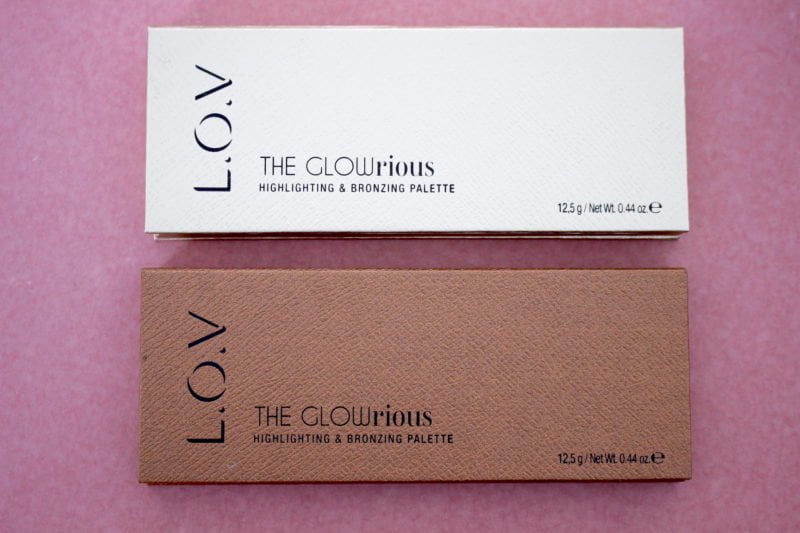 L.O.V
THE GLOWrious
HIGHLIGHTING & BRONZING PALETTE
12,5 g / Net Wt. 0.44 oz. ℮
L.O.V
THE GLOWrious
HIGHLIGHTING & BRONZING PALETTE
12,5 g / Net Wt. 0.44 oz. ℮